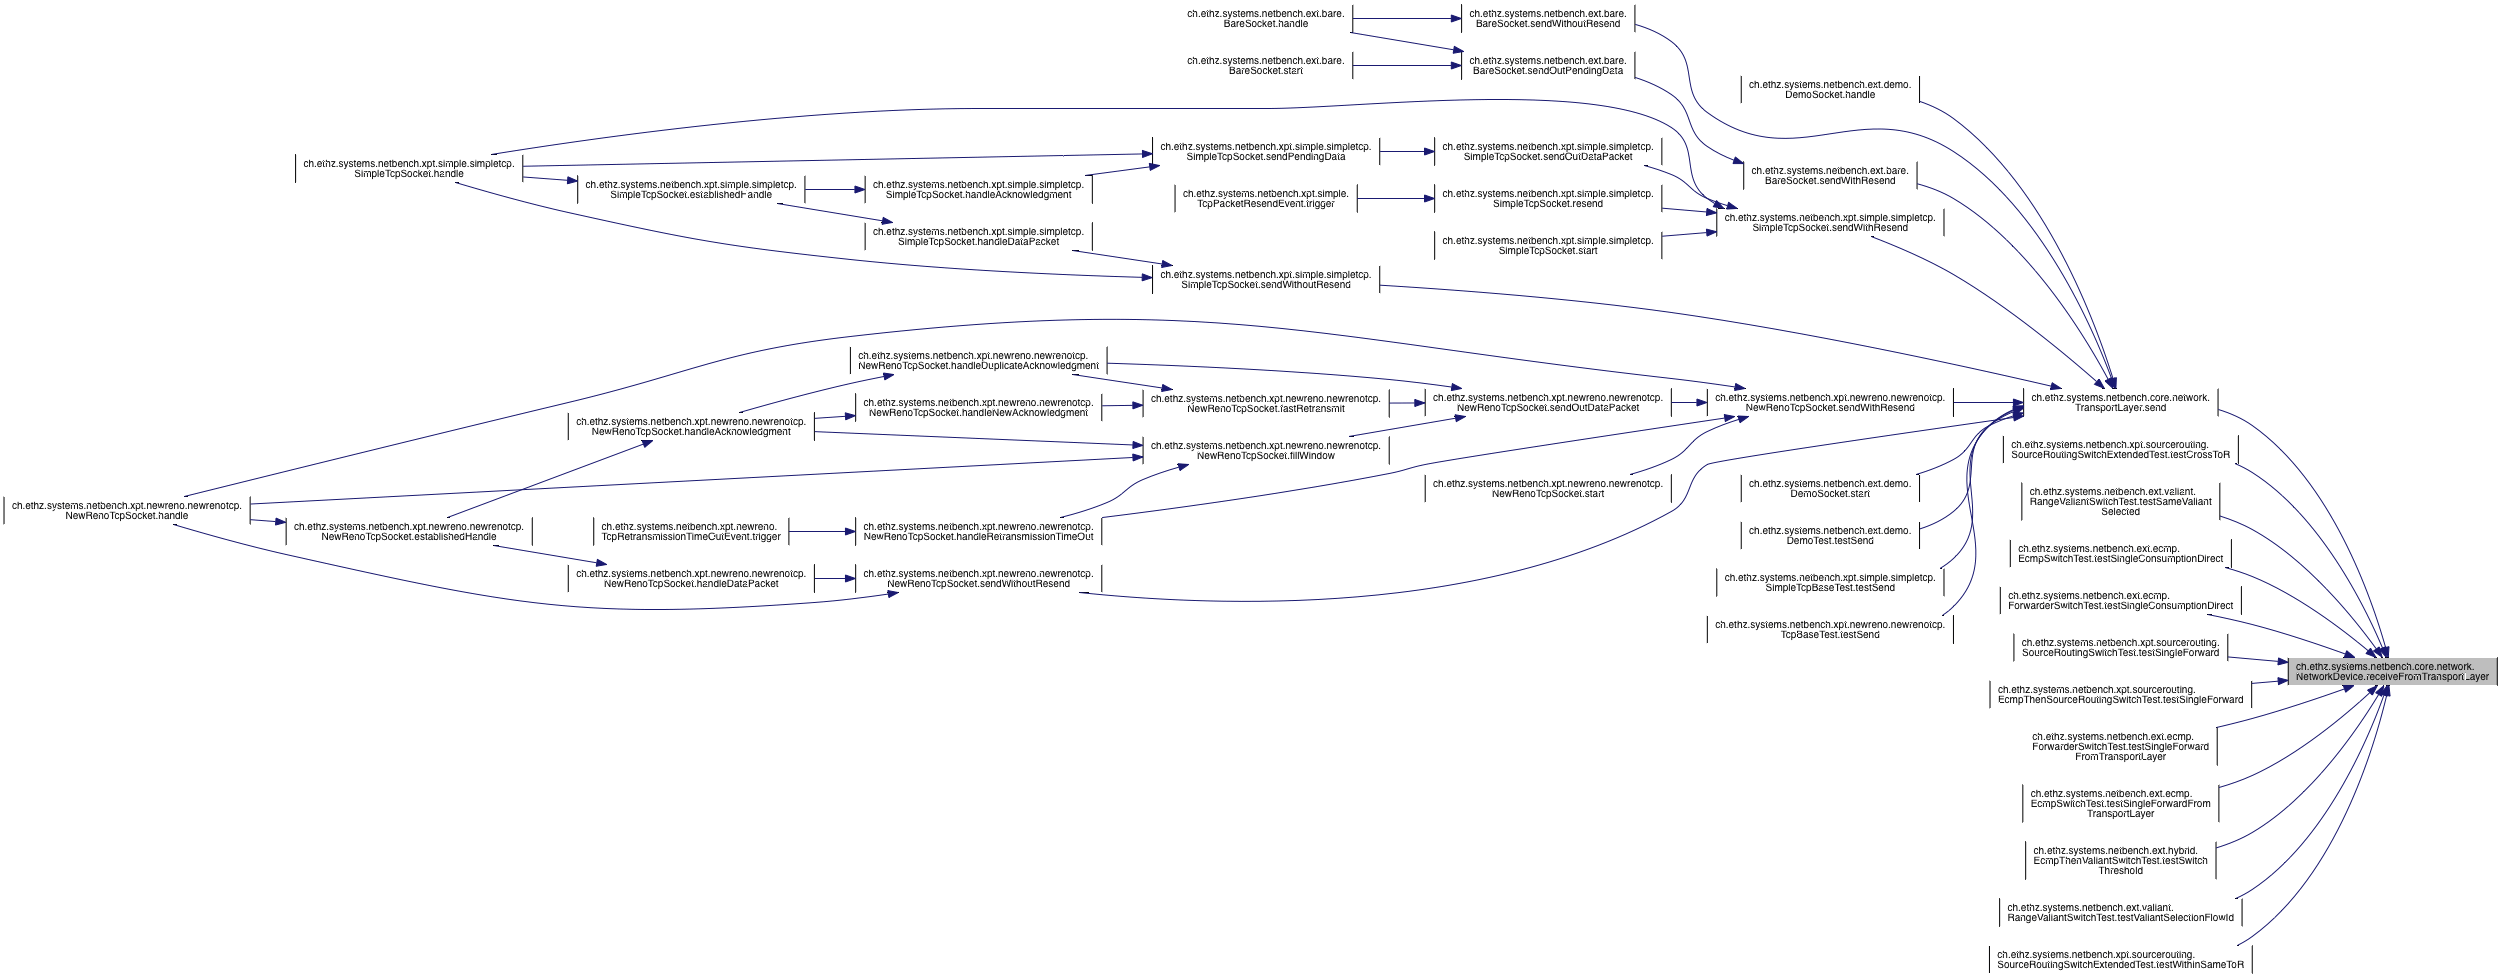 ch.ethz.systems.netbench.ext.bare.
BareSocket.handle
ch.ethz.systems.netbench.ext.bare.
BareSocket.sendWithoutResend
ch.ethz.systems.netbench.ext.bare.
BareSocket.start
ch.ethz.systems.netbench.ext.bare.
BareSocket.sendOutPendingData
ch.ethz.systems.netbench.ext.demo.
DemoSocket.handle
ch.ethz.systems.netbench.xpt.simple.simpletcp.
SimpleTcpSocket.handle
ch.ethz.systems.netbench.xpt.simple.simpletcp.
SimpleTcpSocket.sendPendingData
ch.ethz.systems.netbench.xpt.simple.simpletcp.
SimpleTcpSocket.sendOutDataPacket
ch.ethz.systems.netbench.ext.bare.
BareSocket.sendWithResend
ch.ethz.systems.netbench.xpt.simple.simpletcp.
SimpleTcpSocket.establishedHandle
ch.ethz.systems.netbench.xpt.simple.simpletcp.
SimpleTcpSocket.handleAcknowledgment
ch.ethz.systems.netbench.xpt.simple.
TcpPacketResendEvent.trigger
ch.ethz.systems.netbench.xpt.simple.simpletcp.
SimpleTcpSocket.resend
ch.ethz.systems.netbench.xpt.simple.simpletcp.
SimpleTcpSocket.sendWithResend
ch.ethz.systems.netbench.xpt.simple.simpletcp.
SimpleTcpSocket.handleDataPacket
ch.ethz.systems.netbench.xpt.simple.simpletcp.
SimpleTcpSocket.start
ch.ethz.systems.netbench.xpt.simple.simpletcp.
SimpleTcpSocket.sendWithoutResend
ch.ethz.systems.netbench.xpt.newreno.newrenotcp.
NewRenoTcpSocket.handleDuplicateAcknowledgment
ch.ethz.systems.netbench.xpt.newreno.newrenotcp.
NewRenoTcpSocket.handleNewAcknowledgment
ch.ethz.systems.netbench.xpt.newreno.newrenotcp.
NewRenoTcpSocket.fastRetransmit
ch.ethz.systems.netbench.xpt.newreno.newrenotcp.
NewRenoTcpSocket.sendOutDataPacket
ch.ethz.systems.netbench.xpt.newreno.newrenotcp.
NewRenoTcpSocket.sendWithResend
ch.ethz.systems.netbench.core.network.
TransportLayer.send
ch.ethz.systems.netbench.xpt.newreno.newrenotcp.
NewRenoTcpSocket.handleAcknowledgment
ch.ethz.systems.netbench.xpt.newreno.newrenotcp.
NewRenoTcpSocket.fillWindow
ch.ethz.systems.netbench.xpt.sourcerouting.
SourceRoutingSwitchExtendedTest.testCrossToR
ch.ethz.systems.netbench.xpt.newreno.newrenotcp.
NewRenoTcpSocket.start
ch.ethz.systems.netbench.ext.demo.
DemoSocket.start
ch.ethz.systems.netbench.ext.valiant.
RangeValiantSwitchTest.testSameValiant
Selected
ch.ethz.systems.netbench.xpt.newreno.newrenotcp.
NewRenoTcpSocket.handle
ch.ethz.systems.netbench.xpt.newreno.newrenotcp.
NewRenoTcpSocket.establishedHandle
ch.ethz.systems.netbench.xpt.newreno.
TcpRetransmissionTimeOutEvent.trigger
ch.ethz.systems.netbench.xpt.newreno.newrenotcp.
NewRenoTcpSocket.handleRetransmissionTimeOut
ch.ethz.systems.netbench.ext.demo.
DemoTest.testSend
ch.ethz.systems.netbench.ext.ecmp.
EcmpSwitchTest.testSingleConsumptionDirect
ch.ethz.systems.netbench.xpt.newreno.newrenotcp.
NewRenoTcpSocket.handleDataPacket
ch.ethz.systems.netbench.xpt.newreno.newrenotcp.
NewRenoTcpSocket.sendWithoutResend
ch.ethz.systems.netbench.xpt.simple.simpletcp.
SimpleTcpBaseTest.testSend
ch.ethz.systems.netbench.ext.ecmp.
ForwarderSwitchTest.testSingleConsumptionDirect
ch.ethz.systems.netbench.xpt.newreno.newrenotcp.
TcpBaseTest.testSend
ch.ethz.systems.netbench.xpt.sourcerouting.
SourceRoutingSwitchTest.testSingleForward
ch.ethz.systems.netbench.core.network.
NetworkDevice.receiveFromTransportLayer
ch.ethz.systems.netbench.xpt.sourcerouting.
EcmpThenSourceRoutingSwitchTest.testSingleForward
ch.ethz.systems.netbench.ext.ecmp.
ForwarderSwitchTest.testSingleForward
FromTransportLayer
ch.ethz.systems.netbench.ext.ecmp.
EcmpSwitchTest.testSingleForwardFrom
TransportLayer
ch.ethz.systems.netbench.ext.hybrid.
EcmpThenValiantSwitchTest.testSwitch
Threshold
ch.ethz.systems.netbench.ext.valiant.
RangeValiantSwitchTest.testValiantSelectionFlowId
ch.ethz.systems.netbench.xpt.sourcerouting.
SourceRoutingSwitchExtendedTest.testWithinSameToR